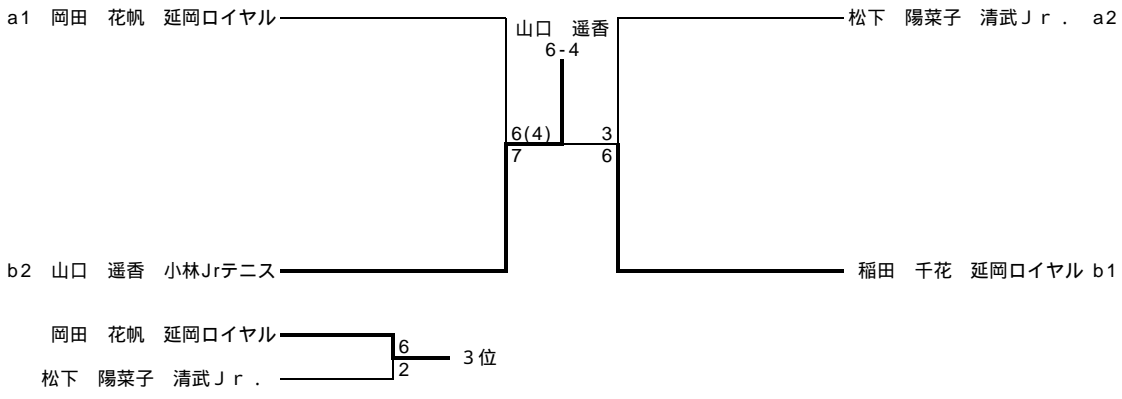 a1 岡田 花帆 延岡ロイヤル
松下 陽菜子 清武Ｊｒ． a2
山口 遥香
6-4
6(4)
7
3
6
b2 山口 遥香 小林Jrテニス
稲田 千花 延岡ロイヤル b1
岡田 花帆 延岡ロイヤル
6
2
３位
松下 陽菜子 清武Ｊｒ．